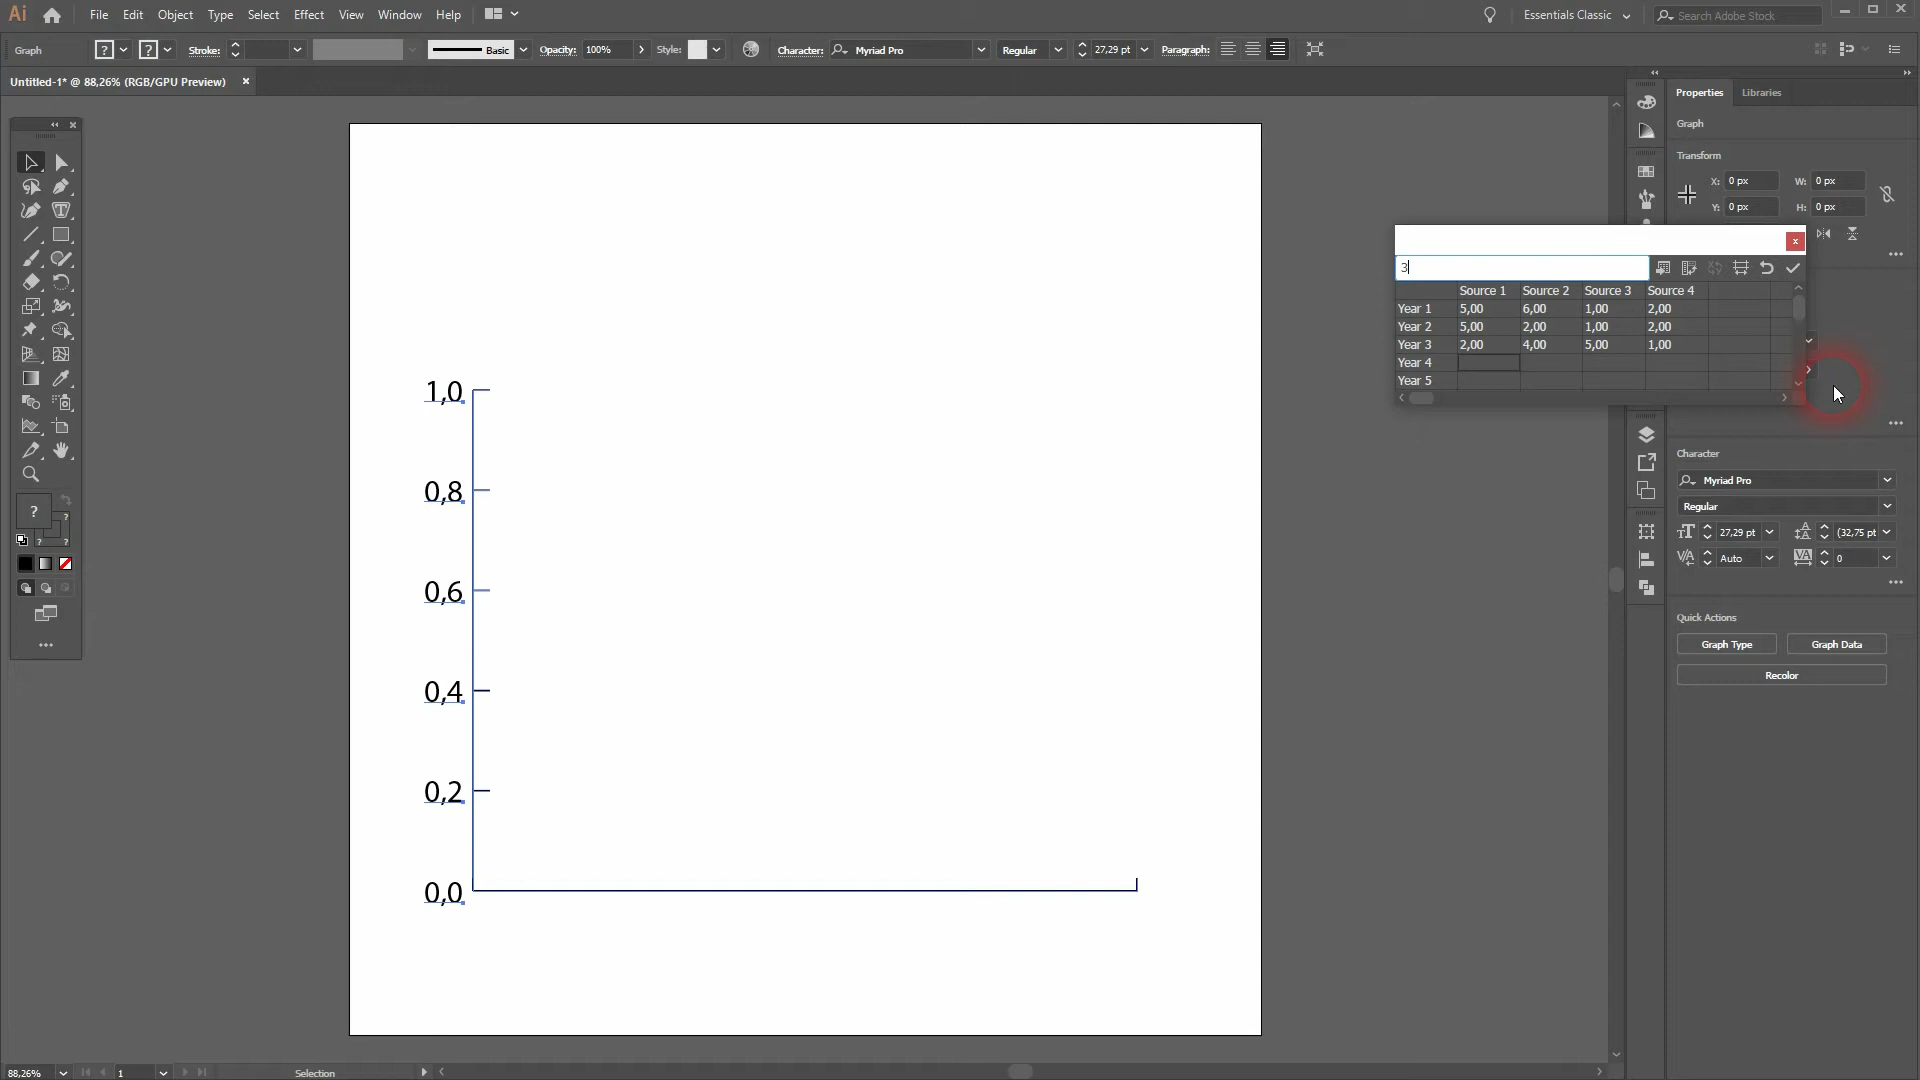 Ai File Edit Object Type Select Effect View Window Help Essentials Classic Search Adobe Stock
Graph ? ? Stroke: Basic Opacity: 100% Style: Character: Myriad Pro Regular 27,29 pt Paragraph:
Untitled-1* @ 88,26% (RGB/GPU Preview)
Properties Libraries
Graph
Transform
X: 0 px W: 0 px
Y: 0 px H: 0 px
3
Source 1 Source 2 Source 3 Source 4
Year 1 5,00 6,00 1,00 2,00
Year 2 5,00 2,00 1,00 2,00
Year 3 2,00 4,00 5,00 1,00
Year 4
Year 5
1,0
0,8
0,6
0,4
0,2
0,0
?
?
? ?
Character
Myriad Pro
Regular
27,29 pt (32,75 pt
Auto 0
Quick Actions
Graph Type Graph Data
Recolor
88,26% 1 Selection